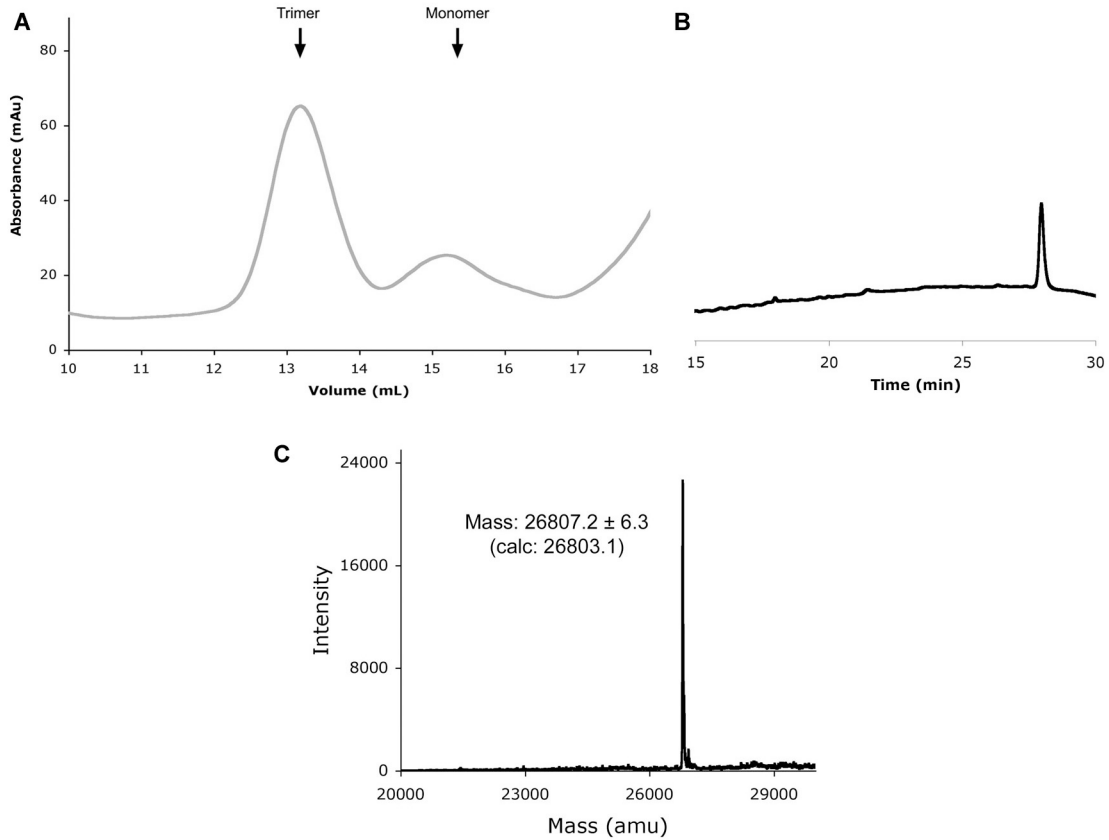 A
Trimer
Monomer
80
60
40
20
0
Absorbance (mAu)
10 11 12 13 14 15 16 17 18
Volume (mL)
B
15 20 25 30
Time (min)
C
24000
16000
8000
0
Intensity
Mass: 26807.2 ± 6.3
(calc: 26803.1)
20000 23000 26000 29000
Mass (amu)